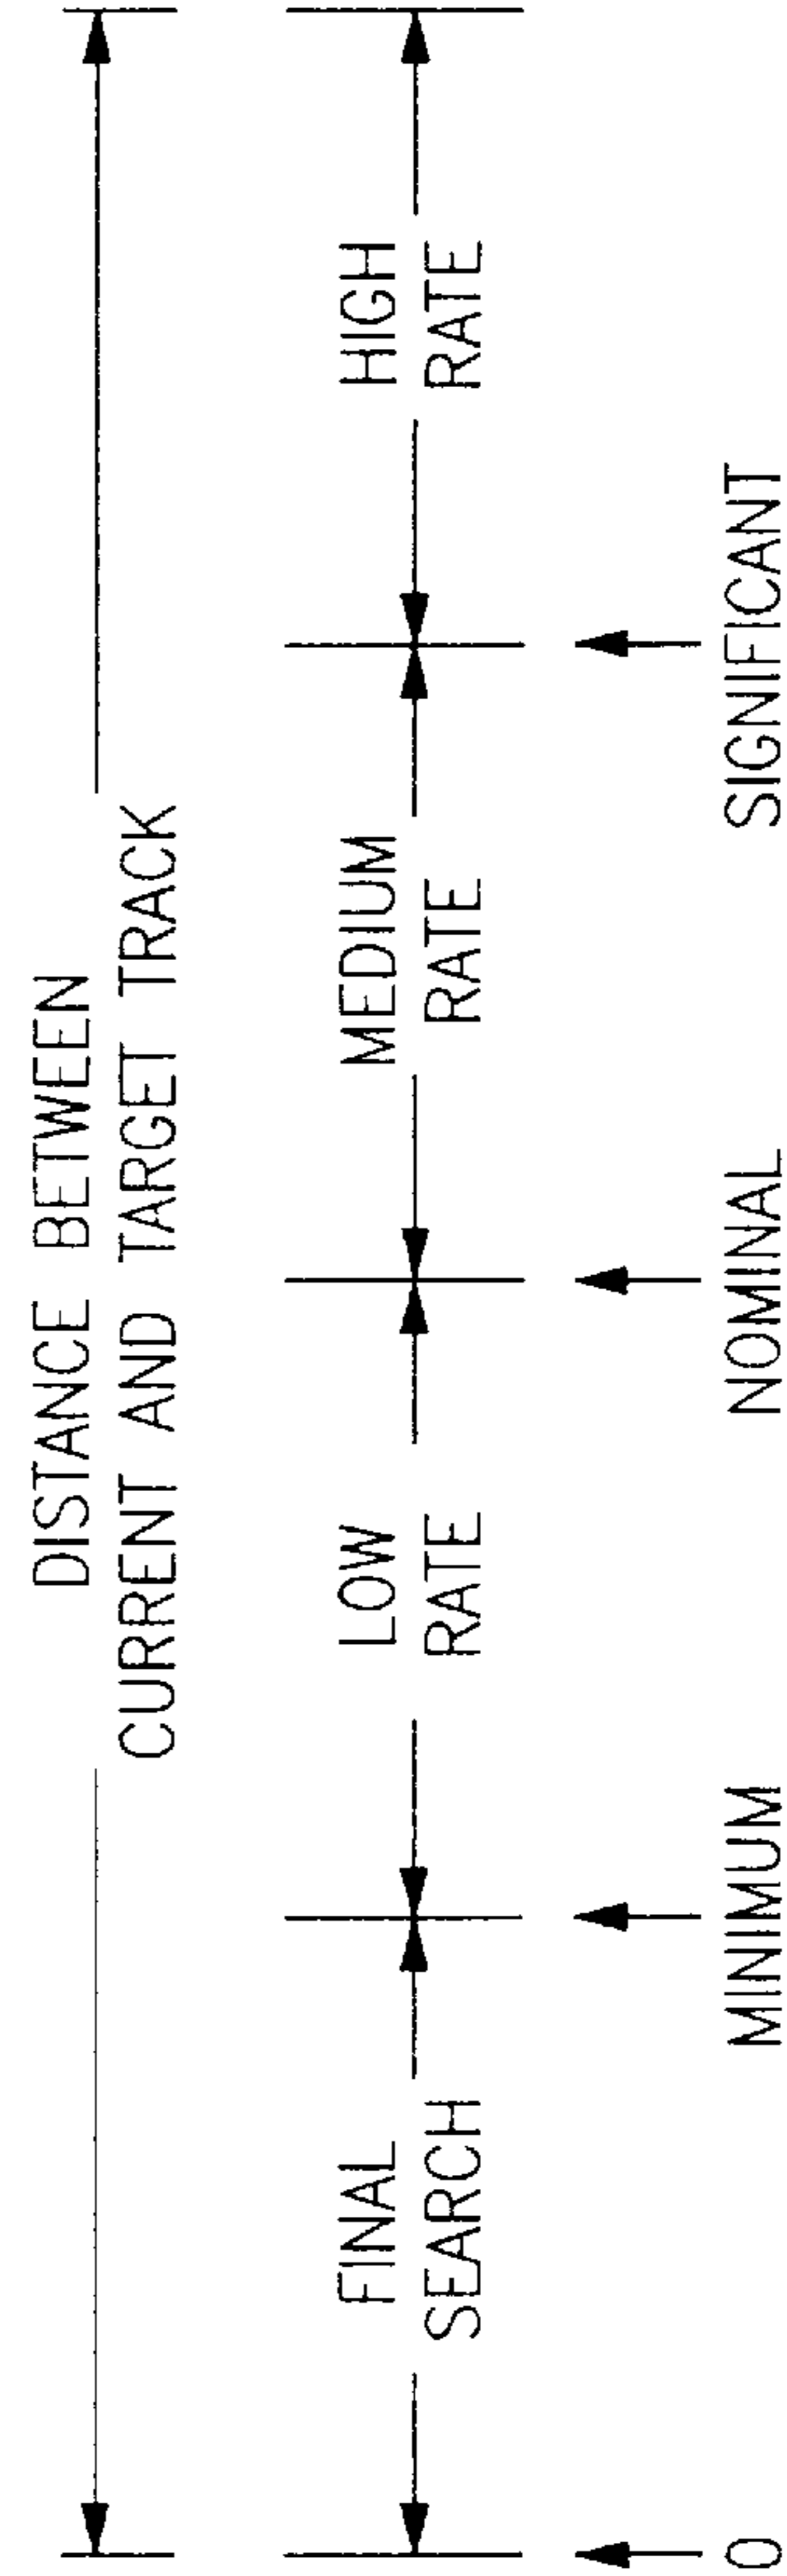 DISTANCE BETWEEN
CURRENT AND TARGET TRACK
FINAL
SEARCH
LOW
RATE
MEDIUM
RATE
HIGH
RATE
0
MINIMUM
NOMINAL
SIGNIFICANT